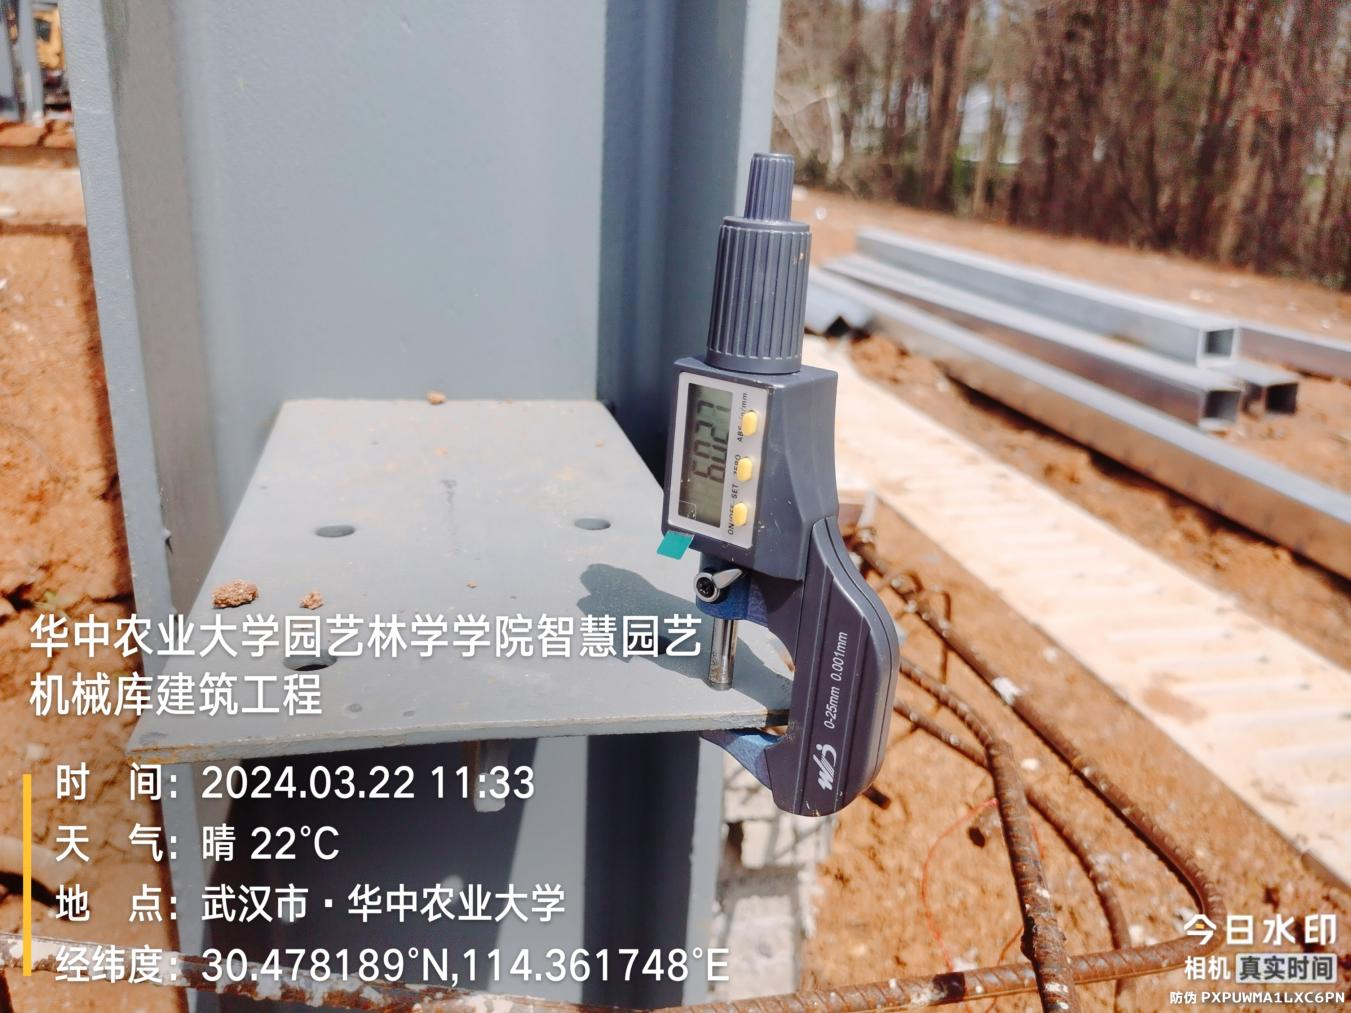 6.027
ABS in/mm
ZERO
ON/OFF SET
0-25mm 0.001mm
华中农业大学园艺林学学院智慧园艺
机械库建筑工程
时 间：2024.03.22 11:33
天 气：晴 22°C
地 点：武汉市·华中农业大学
经纬度：30.478189°N,114.361748°E
今日水印
相机 真实时间
防伪 PXPUWMA1LXC6PN